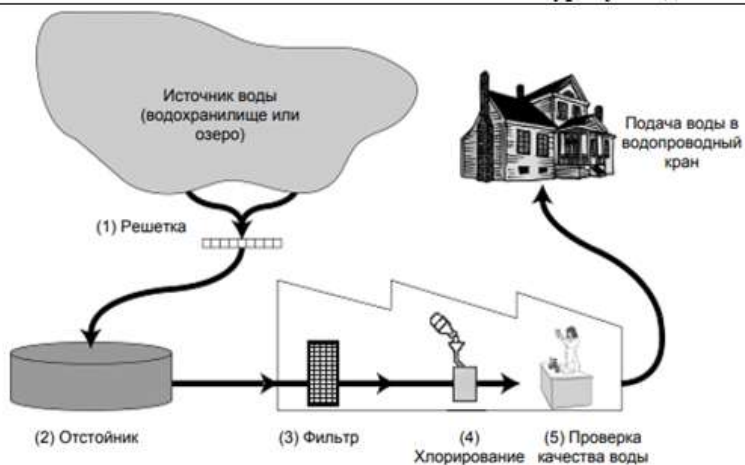 Источник воды
(водохранилище или
озеро)
Подача воды в
водопроводный
кран
(1) Решетка
(2) Отстойник
(3) Фильтр
(4)
Хлорирование
(5) Проверка
качества воды